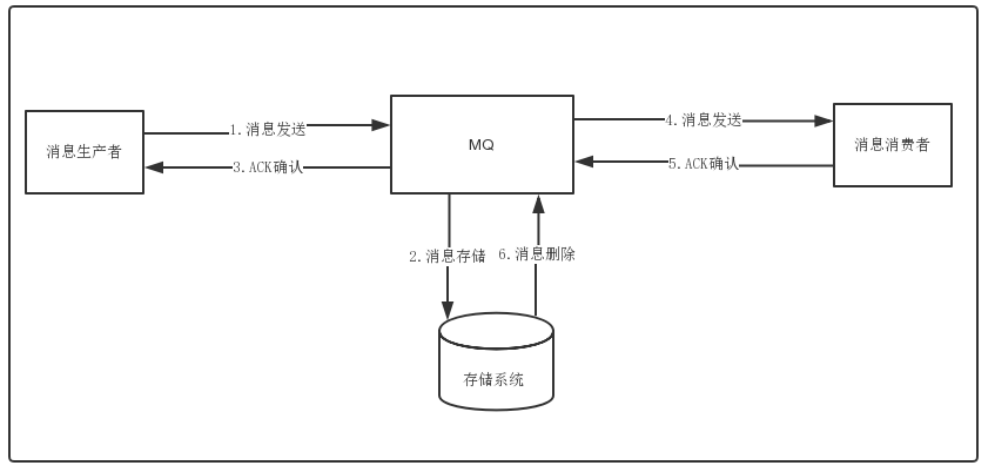 1.消息发送
4.消息发送
消息生产者
MQ
消息消费者
3.ACK确认
5.ACK确认
2.消息存储
6.消息删除
存储系统